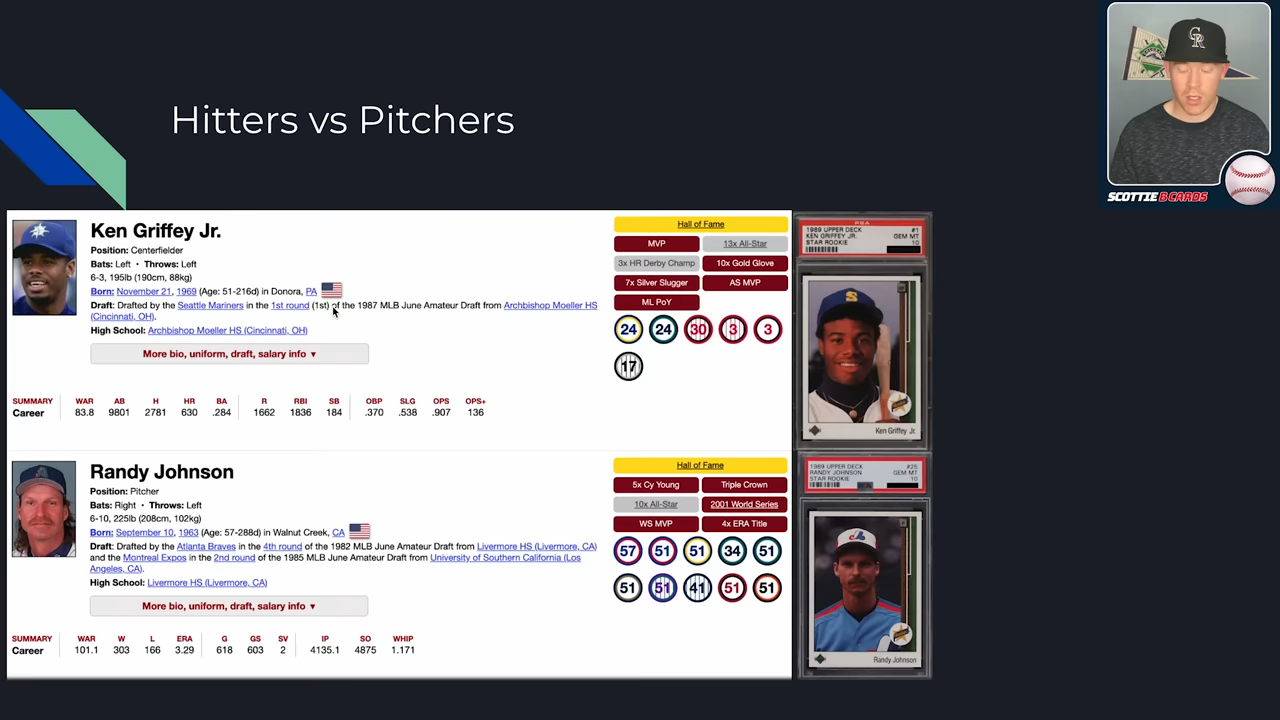 Hitters vs Pitchers
SCOTTIE B CARDS
Ken Griffey Jr.
Position: Centerfielder
Bats: Left • Throws: Left
6-3, 195lb (190cm, 88kg)
Born: November 21, 1969 (Age: 51-216d) in Donora, PA
Draft: Drafted by the Seattle Mariners in the 1st round (1st) of the 1987 MLB June Amateur Draft from Archbishop Moeller HS
(Cincinnati, OH).
High School: Archbishop Moeller HS (Cincinnati, OH)
More bio, uniform, draft, salary info ▼
SUMMARY WAR AB H HR BA R RBI SB OBP SLG OPS OPS+
Career 83.8 9801 2781 630 .284 1662 1836 184 .370 .538 .907 136
Hall of Fame
MVP 13x All-Star
3x HR Derby Champ 10x Gold Glove
7x Silver Slugger AS MVP
ML PoY
24 24 30 3 3
17
PSA
1989 UPPER DECK #1
KEN GRIFFEY JR. GEM MT
STAR ROOKIE 10
S
Ken Griffey Jr.
Randy Johnson
Position: Pitcher
Bats: Right • Throws: Left
6-10, 225lb (208cm, 102kg)
Born: September 10, 1963 (Age: 57-288d) in Walnut Creek, CA
Draft: Drafted by the Atlanta Braves in the 4th round of the 1982 MLB June Amateur Draft from Livermore HS (Livermore, CA)
and the Montreal Expos in the 2nd round of the 1985 MLB June Amateur Draft from University of Southern California (Los
Angeles, CA).
High School: Livermore HS (Livermore, CA)
More bio, uniform, draft, salary info ▼
SUMMARY WAR W L ERA G GS SV IP SO WHIP
Career 101.1 303 166 3.29 618 603 2 4135.1 4875 1.171
Hall of Fame
5x Cy Young Triple Crown
10x All-Star 2001 World Series
WS MVP 4x ERA Title
57 51 51 34 51
51 51 41 51 51
1989 UPPER DECK #25
RANDY JOHNSON GEM MT
STAR ROOKIE 10
Randy Johnson